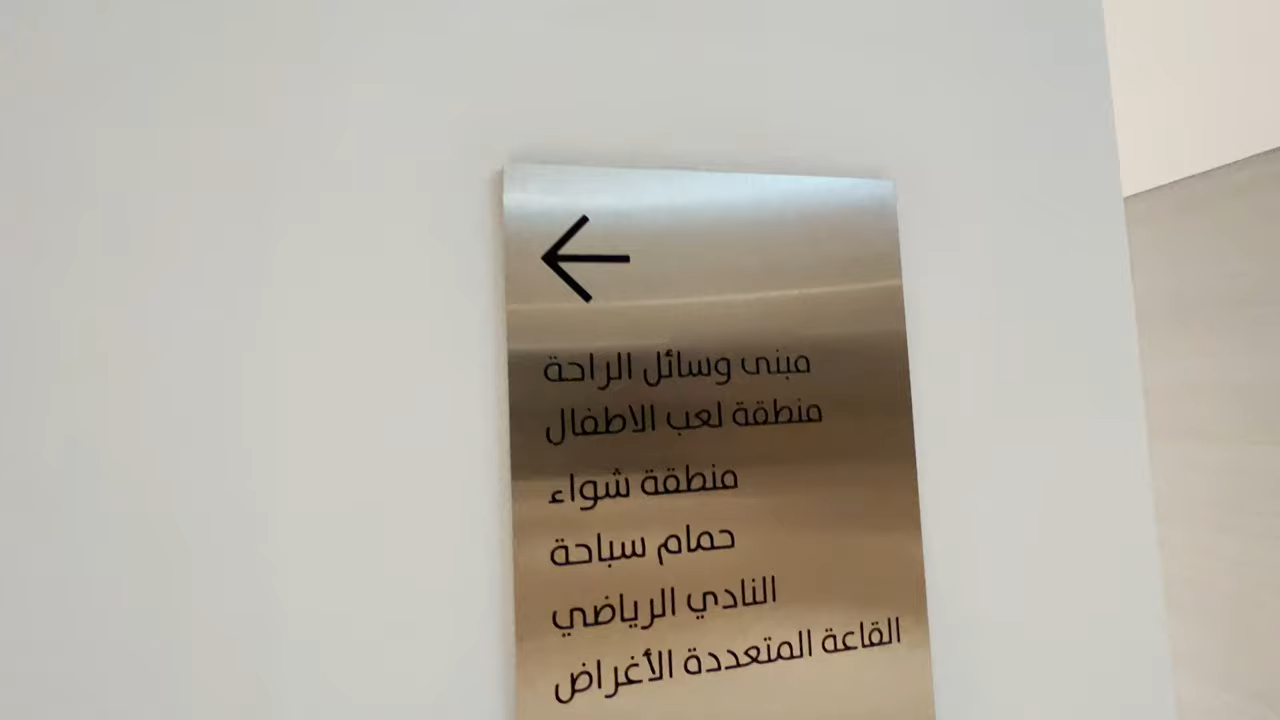 مبنى وسائل الراحة
منطقة لعب الاطفال
منطقة شواء
حمام سباحة
النادي الرياضي
القاعة المتعددة الأغراض